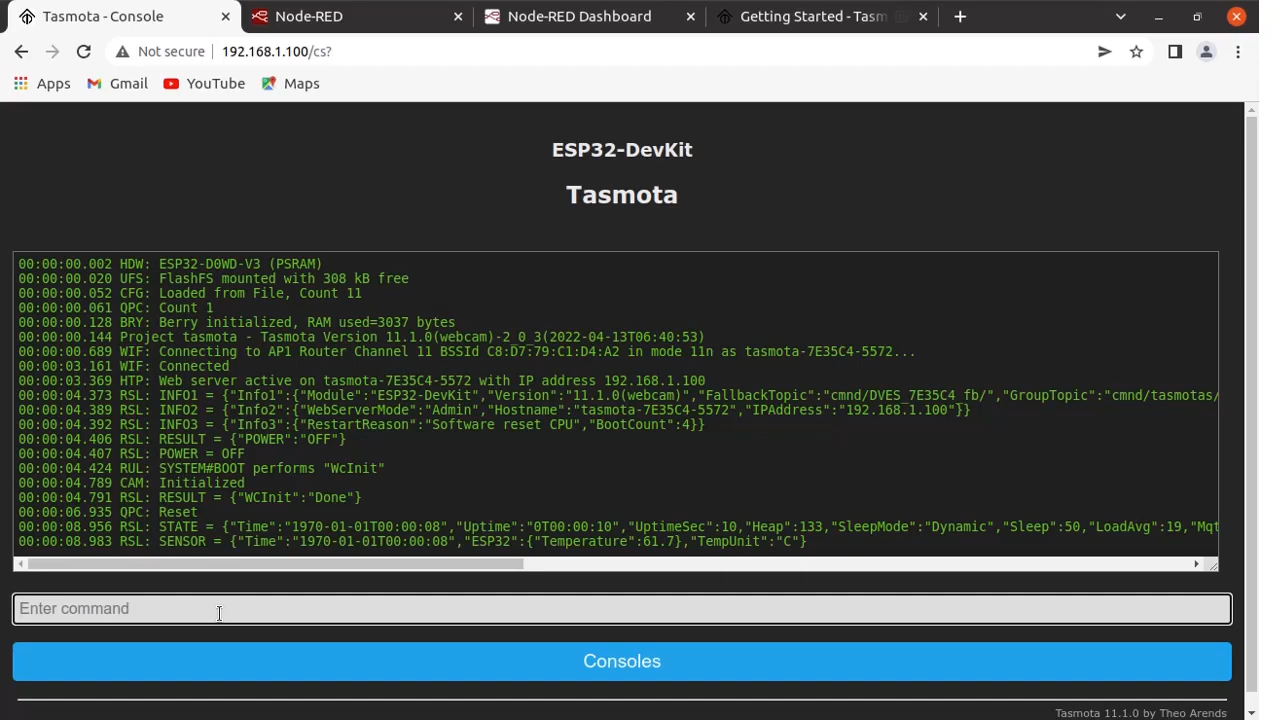 Tasmota - Console
Node-RED
Node-RED Dashboard
Getting Started - Tasm
Not secure
192.168.1.100/cs?
Apps
Gmail
YouTube
Maps
ESP32-DevKit
Tasmota
00:00:00.002 HDW: ESP32-D0WD-V3 (PSRAM)
00:00:00.020 UFS: FlashFS mounted with 308 kB free
00:00:00.052 CFG: Loaded from File, Count 11
00:00:00.061 QPC: Count 1
00:00:00.128 BRY: Berry initialized, RAM used=3037 bytes
00:00:00.144 Project tasmota - Tasmota Version 11.1.0(webcam)-2_0_3(2022-04-13T06:40:53)
00:00:00.689 WIF: Connecting to AP1 Router Channel 11 BSSId C8:D7:79:C1:D4:A2 in mode 11n as tasmota-7E35C4-5572...
00:00:03.161 WIF: Connected
00:00:03.369 HTP: Web server active on tasmota-7E35C4-5572 with IP address 192.168.1.100
00:00:04.373 RSL: INFO1 = {"Info1":{"Module":"ESP32-DevKit","Version":"11.1.0(webcam)","FallbackTopic":"cmnd/DVES_7E35C4_fb/","GroupTopic":"cmnd/tasmotas/
00:00:04.389 RSL: INFO2 = {"Info2":{"WebServerMode":"Admin","Hostname":"tasmota-7E35C4-5572","IPAddress":"192.168.1.100"}}
00:00:04.392 RSL: INFO3 = {"Info3":{"RestartReason":"Software reset CPU","BootCount":4}}
00:00:04.406 RSL: RESULT = {"POWER":"OFF"}
00:00:04.407 RSL: POWER = OFF
00:00:04.424 RUL: SYSTEM#BOOT performs "WcInit"
00:00:04.789 CAM: Initialized
00:00:04.791 RSL: RESULT = {"WCInit":"Done"}
00:00:06.935 QPC: Reset
00:00:08.956 RSL: STATE = {"Time":"1970-01-01T00:00:08","Uptime":"0T00:00:10","UptimeSec":10,"Heap":133,"SleepMode":"Dynamic","Sleep":50,"LoadAvg":19,"Mqt
00:00:08.983 RSL: SENSOR = {"Time":"1970-01-01T00:00:08","ESP32":{"Temperature":61.7},"TempUnit":"C"}
Enter command
Consoles
Tasmota 11.1.0 by Theo Arends